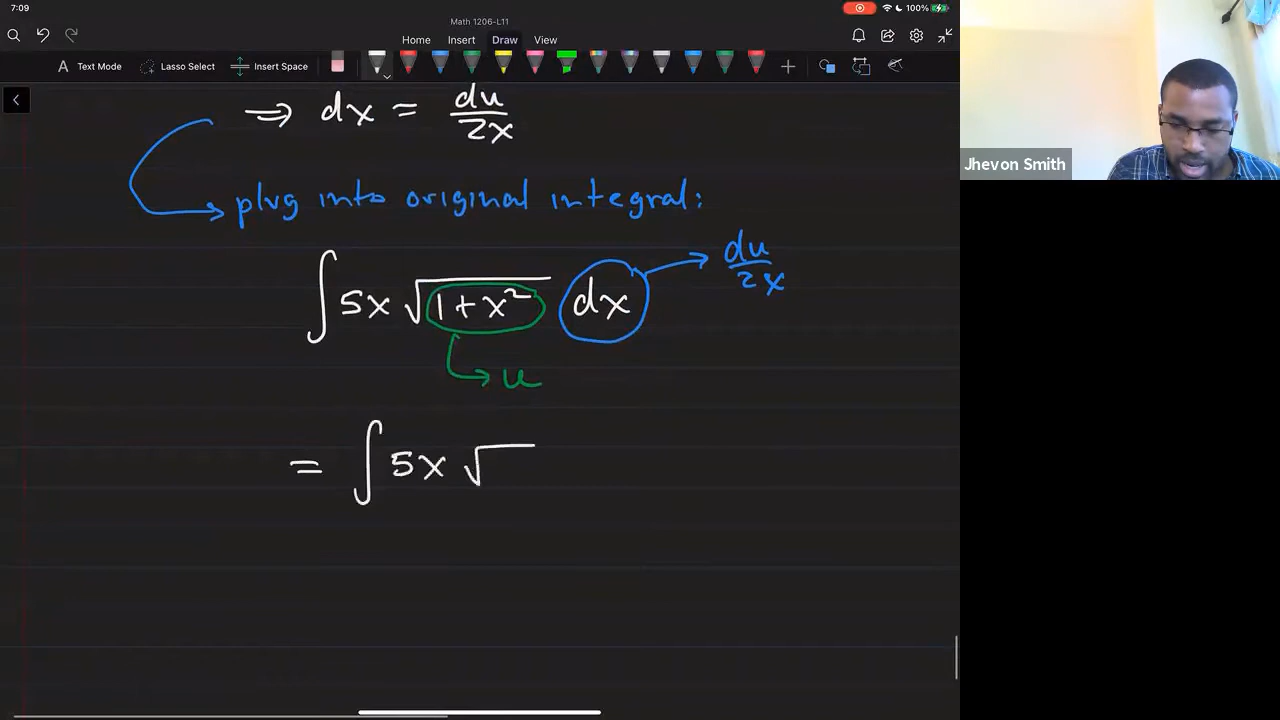 7:09
100%
Math 1206-L11
Home Insert Draw View
Text Mode Lasso Select Insert Space
⇒ dx = du/2x
plug into original integral:
∫ 5x √(1 + x²) dx → du/2x
→ u
= ∫ 5x √
Jhevon Smith